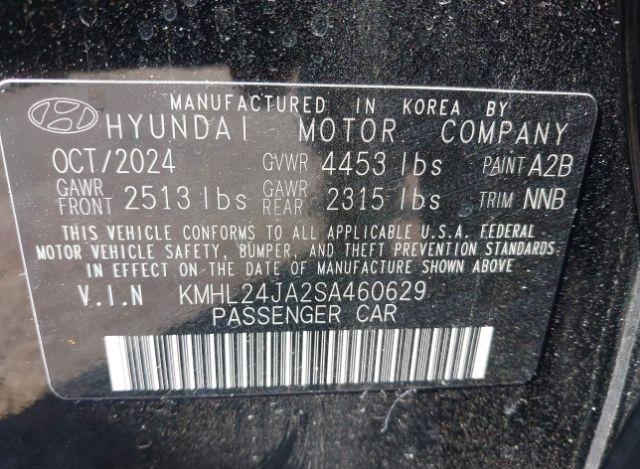 MANUFACTURED IN KOREA BY
HYUNDAI MOTOR COMPANY
OCT/2024 GVWR 4453 lbs PAINT A2B
GAWR FRONT 2513 lbs GAWR REAR 2315 lbs TRIM NNB
THIS VEHICLE CONFORMS TO ALL APPLICABLE U.S.A. FEDERAL
MOTOR VEHICLE SAFETY, BUMPER, AND THEFT PREVENTION STANDARDS
IN EFFECT ON THE DATE OF MANUFACTURE SHOWN ABOVE
V.I.N KMHL24JA2SA460629
PASSENGER CAR